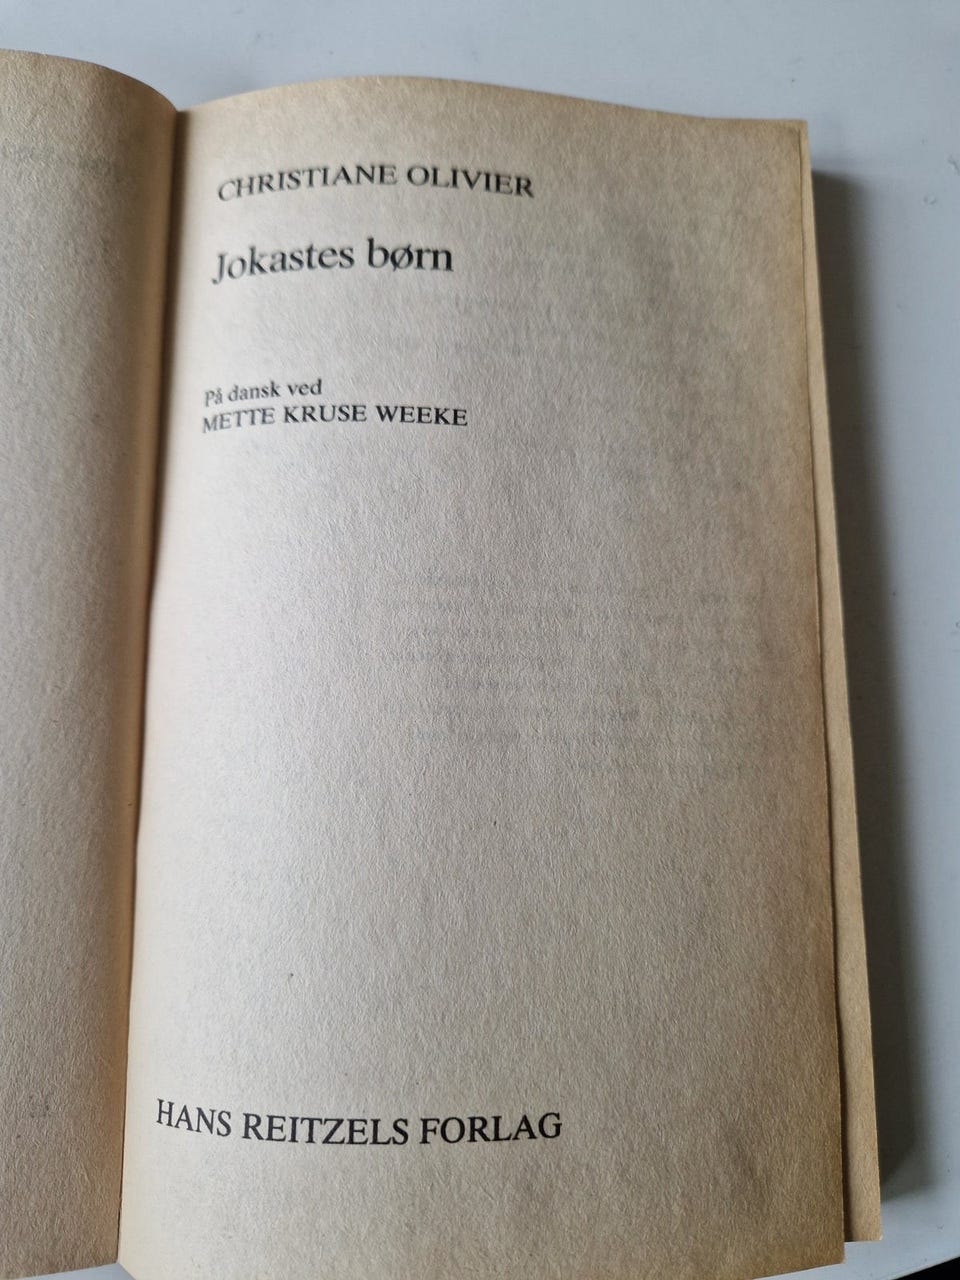 CHRISTIANE OLIVIER
Jokastes børn
På dansk ved
METTE KRUSE WEEKE
HANS REITZELS FORLAG